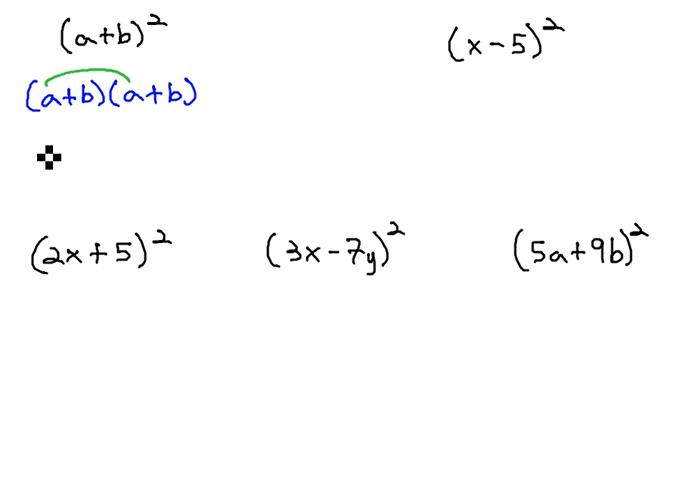 (a+b)² (x-5)²
(a+b)(a+b)
(2x+5)² (3x-7y)² (5a+9b)²